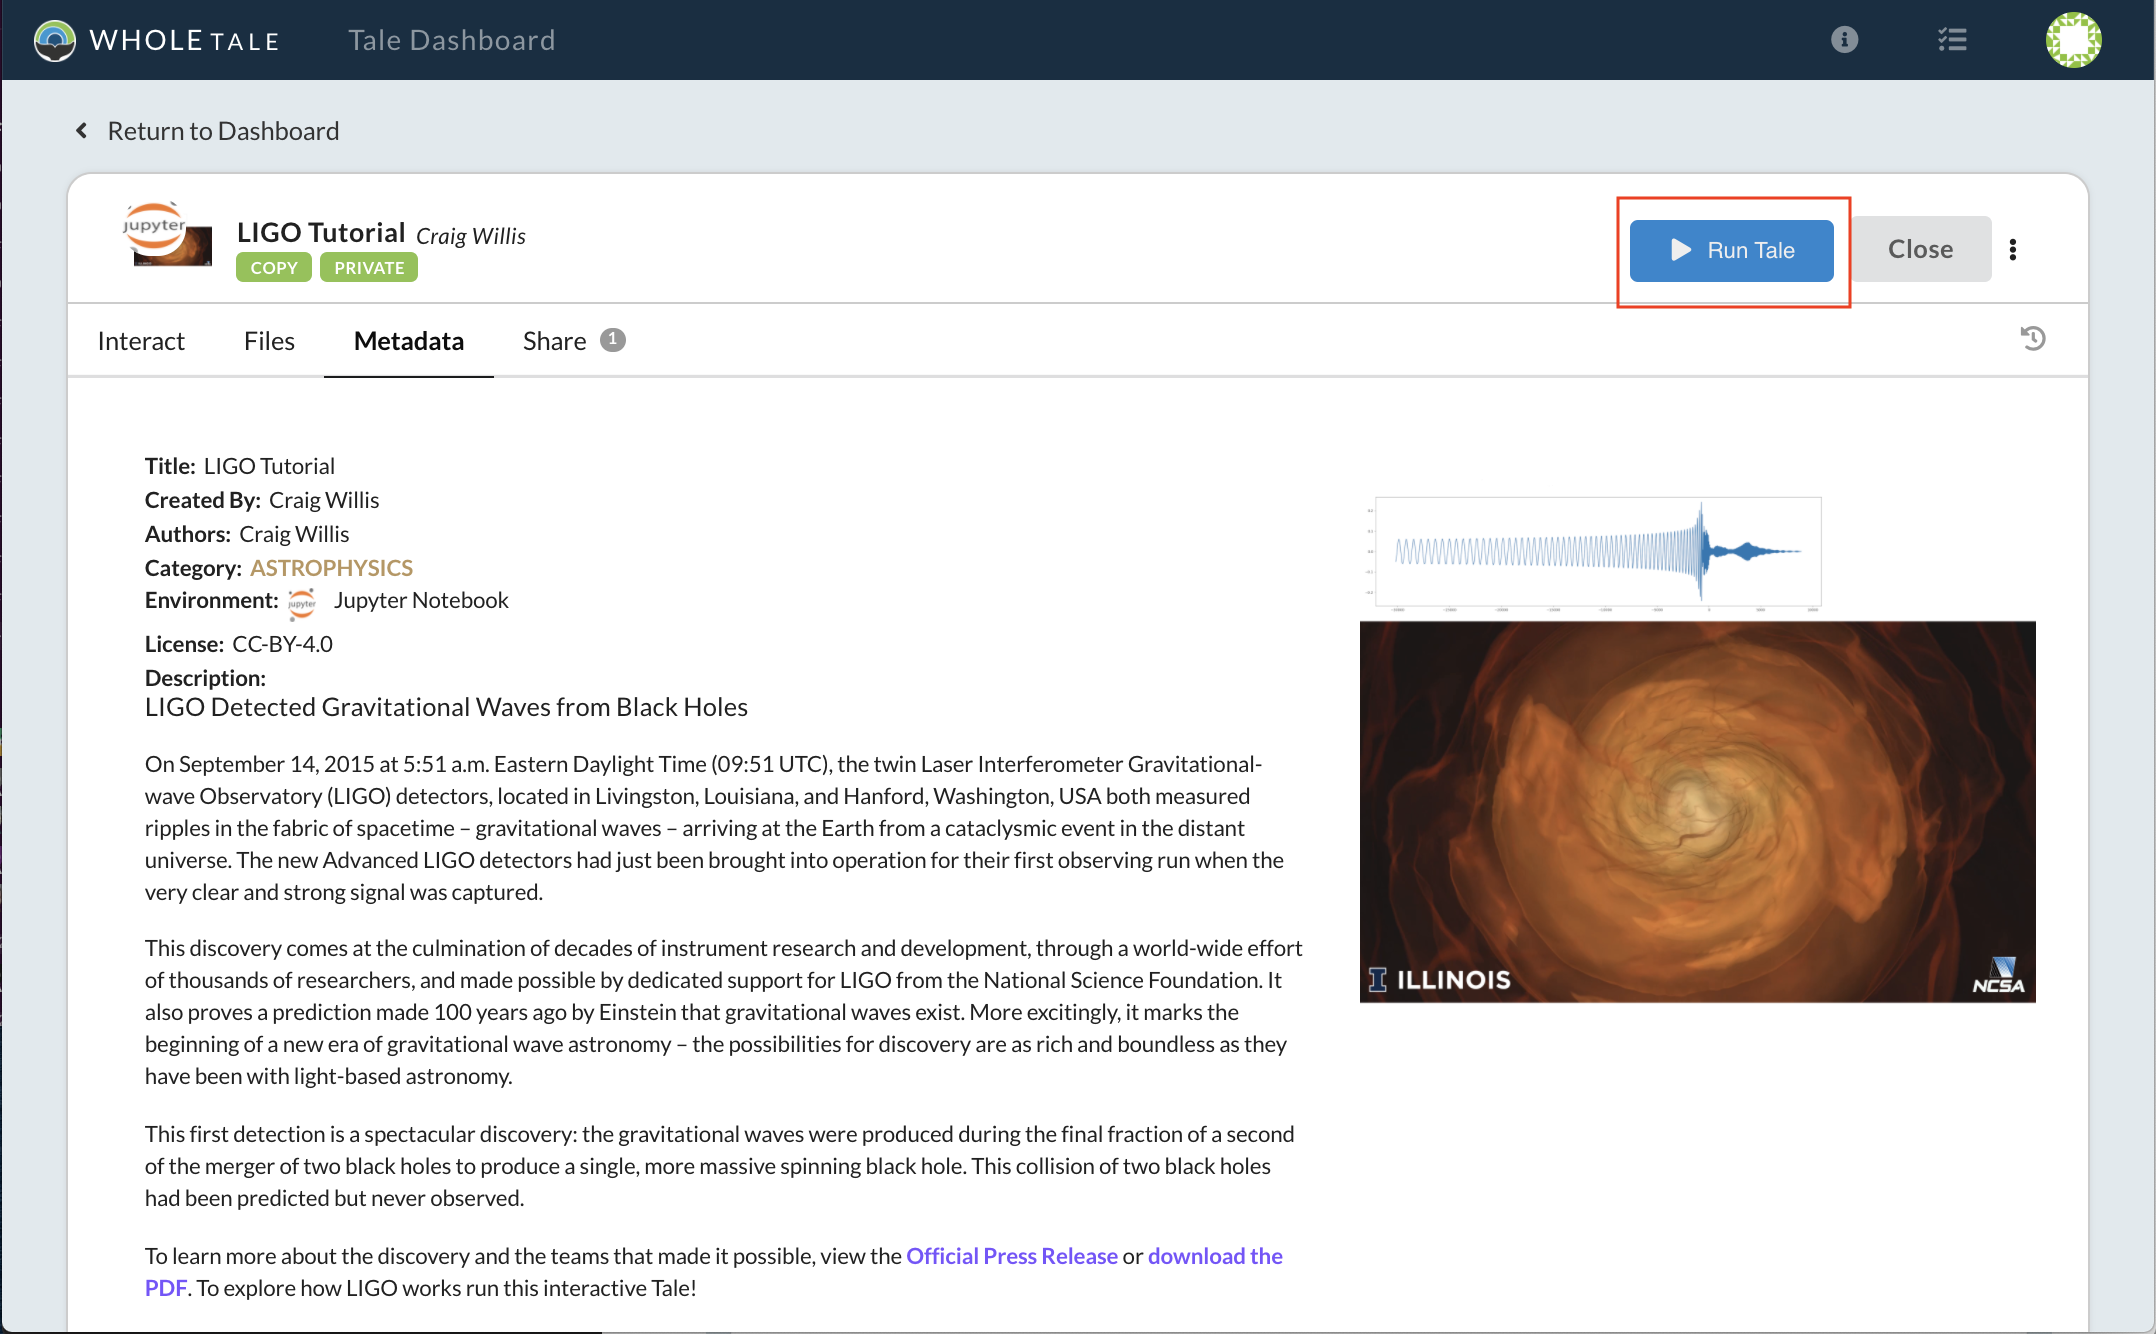 WHOLE TALE Tale Dashboard
Return to Dashboard
jupyter
LIGO Tutorial Craig Willis
COPY PRIVATE
Run Tale
Close
Interact Files Metadata Share 1
Title: LIGO Tutorial
Created By: Craig Willis
Authors: Craig Willis
Category: ASTROPHYSICS
Environment: jupyter Jupyter Notebook
License: CC-BY-4.0
Description:
LIGO Detected Gravitational Waves from Black Holes
On September 14, 2015 at 5:51 a.m. Eastern Daylight Time (09:51 UTC), the twin Laser Interferometer Gravitational-
wave Observatory (LIGO) detectors, located in Livingston, Louisiana, and Hanford, Washington, USA both measured
ripples in the fabric of spacetime – gravitational waves – arriving at the Earth from a cataclysmic event in the distant
universe. The new Advanced LIGO detectors had just been brought into operation for their first observing run when the
very clear and strong signal was captured.
This discovery comes at the culmination of decades of instrument research and development, through a world-wide effort
of thousands of researchers, and made possible by dedicated support for LIGO from the National Science Foundation. It
also proves a prediction made 100 years ago by Einstein that gravitational waves exist. More excitingly, it marks the
beginning of a new era of gravitational wave astronomy – the possibilities for discovery are as rich and boundless as they
have been with light-based astronomy.
This first detection is a spectacular discovery: the gravitational waves were produced during the final fraction of a second
of the merger of two black holes to produce a single, more massive spinning black hole. This collision of two black holes
had been predicted but never observed.
To learn more about the discovery and the teams that made it possible, view the Official Press Release or download the
PDF. To explore how LIGO works run this interactive Tale!
I ILLINOIS
NCSA